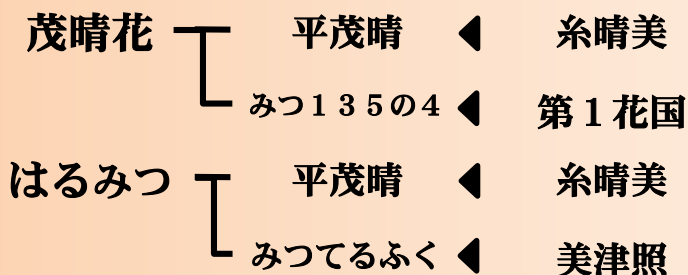 茂晴花 平茂晴 ◀ 糸晴美
みつ１３５の４ ◀ 第１花国
はるみつ 平茂晴 ◀ 糸晴美
みつてるふく ◀ 美津照